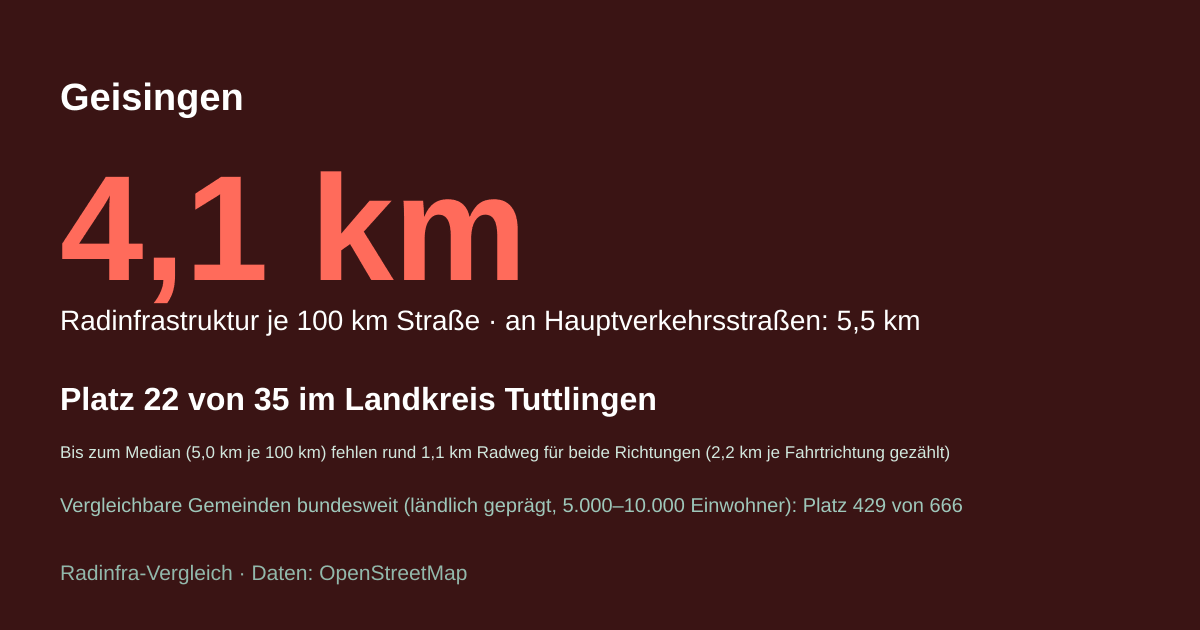 Geisingen
4,1 km
Radinfrastruktur je 100 km Straße · an Hauptverkehrsstraßen: 5,5 km
Platz 22 von 35 im Landkreis Tuttlingen
Bis zum Median (5,0 km je 100 km) fehlen rund 1,1 km Radweg für beide Richtungen (2,2 km je Fahrtrichtung gezählt)
Vergleichbare Gemeinden bundesweit (ländlich geprägt, 5.000–10.000 Einwohner): Platz 429 von 666
Radinfra-Vergleich · Daten: OpenStreetMap